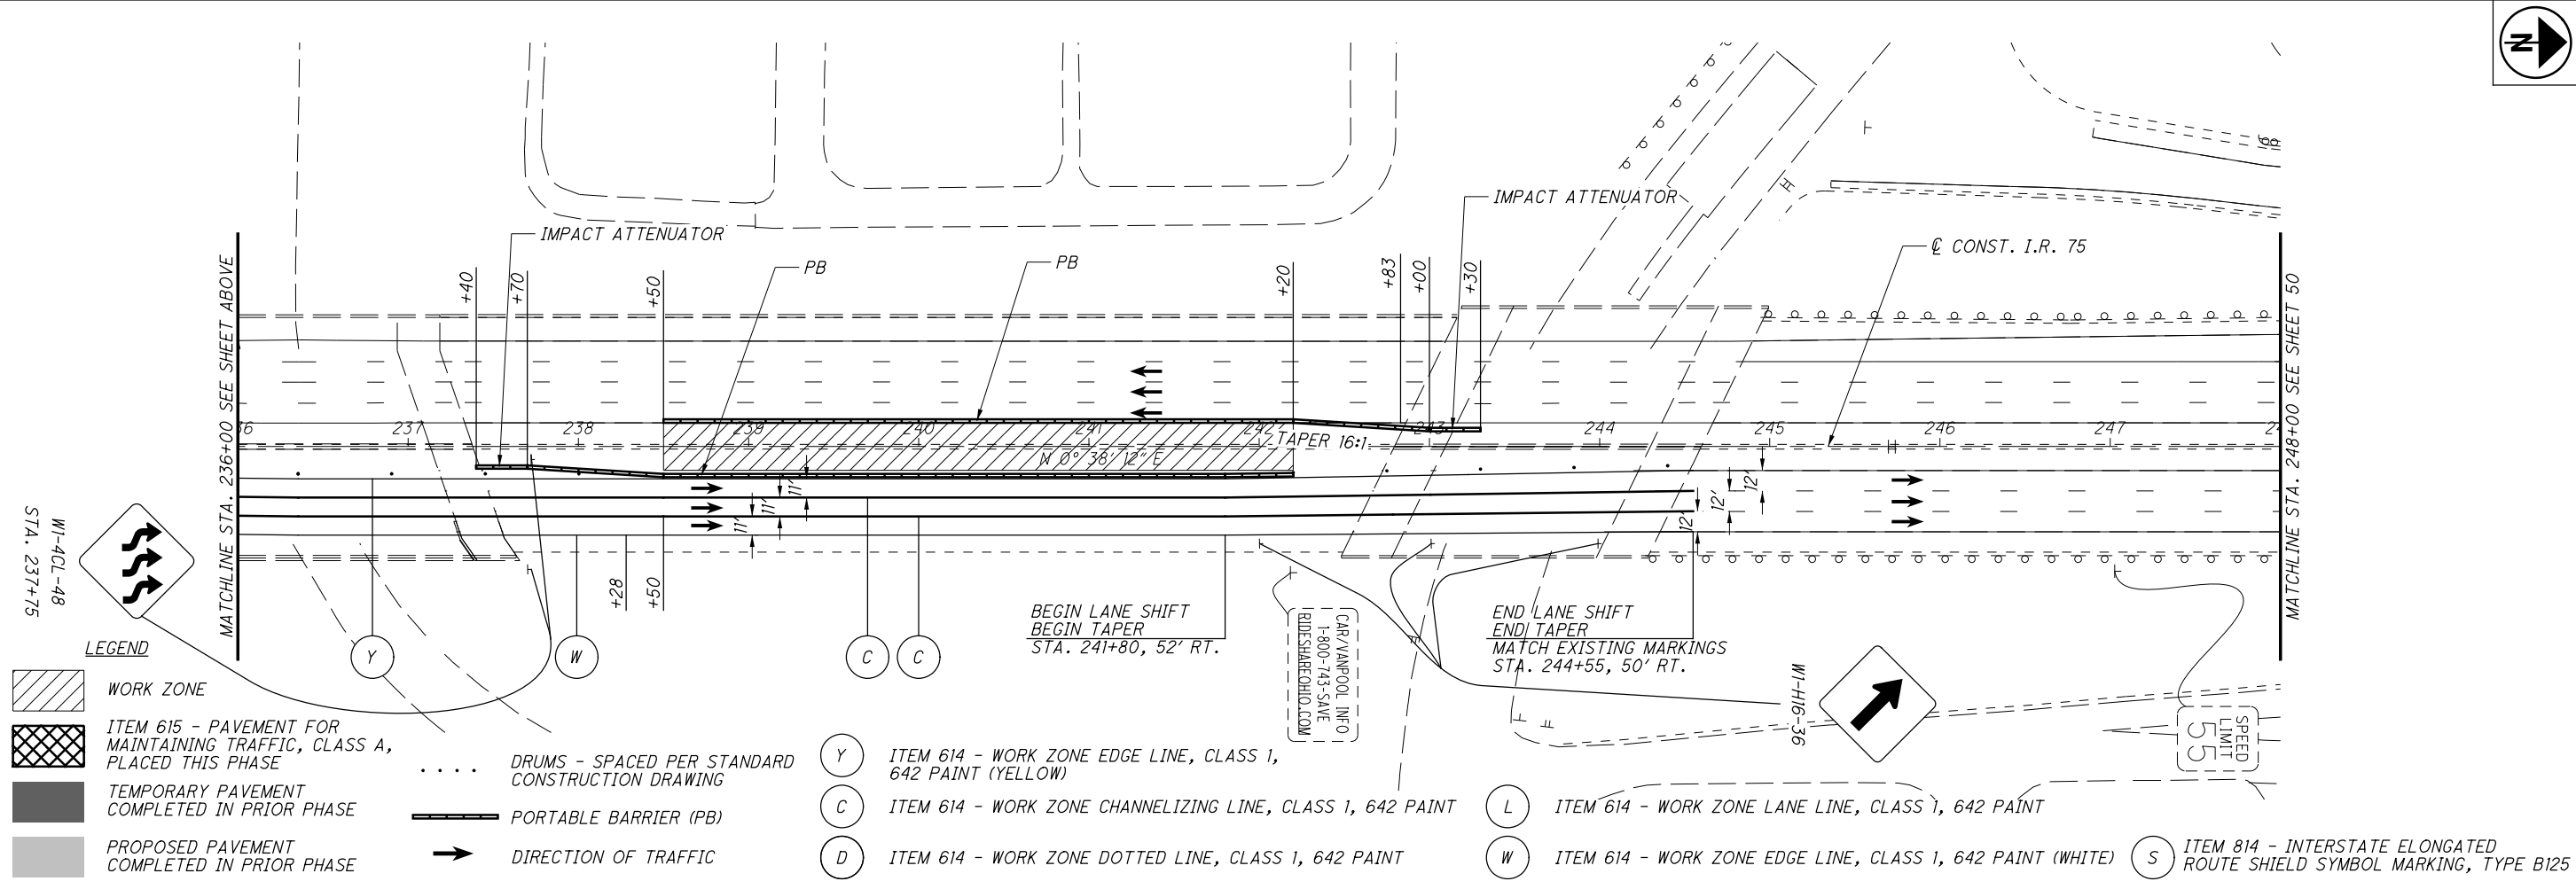 N
IMPACT ATTENUATOR
IMPACT ATTENUATOR
PB
PB
℄ CONST. I.R. 75
+40
+70
+50
+20
+83
+00
+30
MATCHLINE STA. 236+00 SEE SHEET ABOVE
MATCHLINE STA. 248+00 SEE SHEET 50
36
237
238
239
240
241
242
243
244
245
246
247
2
TAPER 16:1
N 0° 38' 12" E
11'
11'
11'
12'
12'
12'
+28
+50
W1-4CL-48
STA. 237+75
Y
W
C
C
BEGIN LANE SHIFT
BEGIN TAPER
STA. 241+80, 52' RT.
CAR/VANPOOL INFO
1-800-743-SAVE
RIDESHAREOHIO.COM
END LANE SHIFT
END TAPER
MATCH EXISTING MARKINGS
STA. 244+55, 50' RT.
W1-H16-36
SPEED
LIMIT
55
LEGEND
WORK ZONE
ITEM 615 - PAVEMENT FOR
MAINTAINING TRAFFIC, CLASS A,
PLACED THIS PHASE
TEMPORARY PAVEMENT
COMPLETED IN PRIOR PHASE
PROPOSED PAVEMENT
COMPLETED IN PRIOR PHASE
DRUMS - SPACED PER STANDARD
CONSTRUCTION DRAWING
PORTABLE BARRIER (PB)
DIRECTION OF TRAFFIC
Y ITEM 614 - WORK ZONE EDGE LINE, CLASS 1,
642 PAINT (YELLOW)
C ITEM 614 - WORK ZONE CHANNELIZING LINE, CLASS 1, 642 PAINT
D ITEM 614 - WORK ZONE DOTTED LINE, CLASS 1, 642 PAINT
L ITEM 614 - WORK ZONE LANE LINE, CLASS 1, 642 PAINT
W ITEM 614 - WORK ZONE EDGE LINE, CLASS 1, 642 PAINT (WHITE)
S ITEM 814 - INTERSTATE ELONGATED
ROUTE SHIELD SYMBOL MARKING, TYPE B125